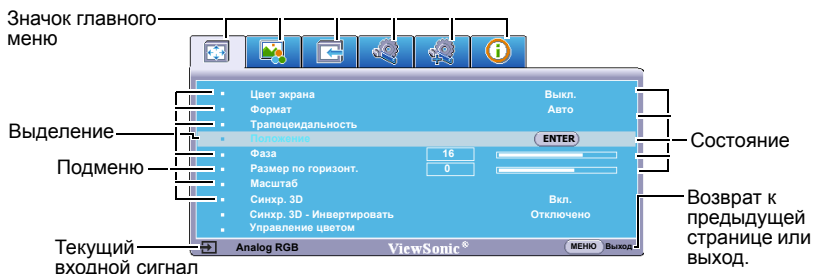 Значок главного
меню
Цвет экрана Выкл.
Формат Авто
Трапецеидальность
Выделение
Положение ENTER
Состояние
Фаза 16
Подменю
Размер по горизонт. 0
Масштаб
Синхр. 3D Вкл.
Синхр. 3D - Инвертировать Отключено
Управление цветом
Возврат к
предыдущей
странице или
выход.
Текущий
входной сигнал
Analog RGB ViewSonic® МЕНЮ Выход